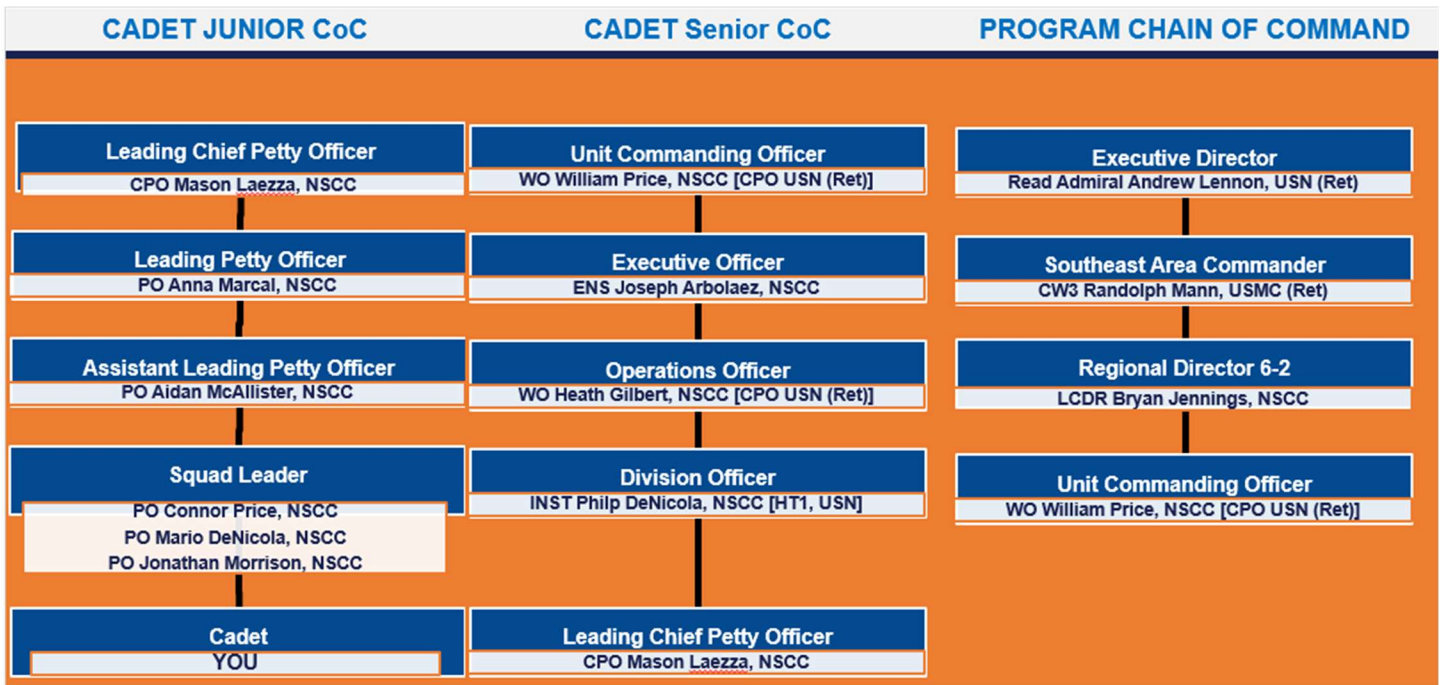 CADET JUNIOR CoC
Leading Chief Petty Officer
CPO Mason Laezza, NSCC
Leading Petty Officer
PO Anna Marcal, NSCC
Assistant Leading Petty Officer
PO Aidan McAllister, NSCC
Squad Leader
PO Connor Price, NSCC
PO Mario DeNicola, NSCC
PO Jonathan Morrison, NSCC
Cadet
YOU
CADET Senior CoC
Unit Commanding Officer
WO William Price, NSCC [CPO USN (Ret)]
Executive Officer
ENS Joseph Arbolaez, NSCC
Operations Officer
WO Heath Gilbert, NSCC [CPO USN (Ret)]
Division Officer
INST Philp DeNicola, NSCC [HT1, USN]
Leading Chief Petty Officer
CPO Mason Laezza, NSCC
PROGRAM CHAIN OF COMMAND
Executive Director
Read Admiral Andrew Lennon, USN (Ret)
Southeast Area Commander
CW3 Randolph Mann, USMC (Ret)
Regional Director 6-2
LCDR Bryan Jennings, NSCC
Unit Commanding Officer
WO William Price, NSCC [CPO USN (Ret)]